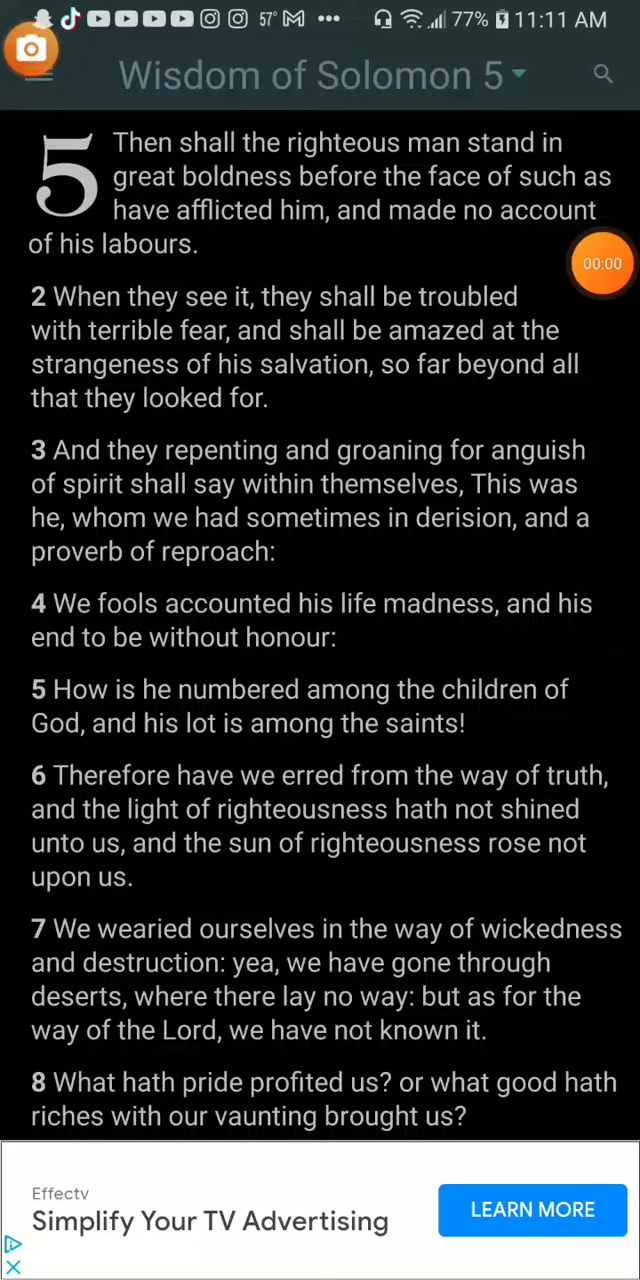 57° 77% 11:11 AM
Wisdom of Solomon 5
5 Then shall the righteous man stand in
great boldness before the face of such as
have afflicted him, and made no account
of his labours.
00:00
2 When they see it, they shall be troubled
with terrible fear, and shall be amazed at the
strangeness of his salvation, so far beyond all
that they looked for.
3 And they repenting and groaning for anguish
of spirit shall say within themselves, This was
he, whom we had sometimes in derision, and a
proverb of reproach:
4 We fools accounted his life madness, and his
end to be without honour:
5 How is he numbered among the children of
God, and his lot is among the saints!
6 Therefore have we erred from the way of truth,
and the light of righteousness hath not shined
unto us, and the sun of righteousness rose not
upon us.
7 We wearied ourselves in the way of wickedness
and destruction: yea, we have gone through
deserts, where there lay no way: but as for the
way of the Lord, we have not known it.
8 What hath pride profited us? or what good hath
riches with our vaunting brought us?
Effectv
Simplify Your TV Advertising
LEARN MORE